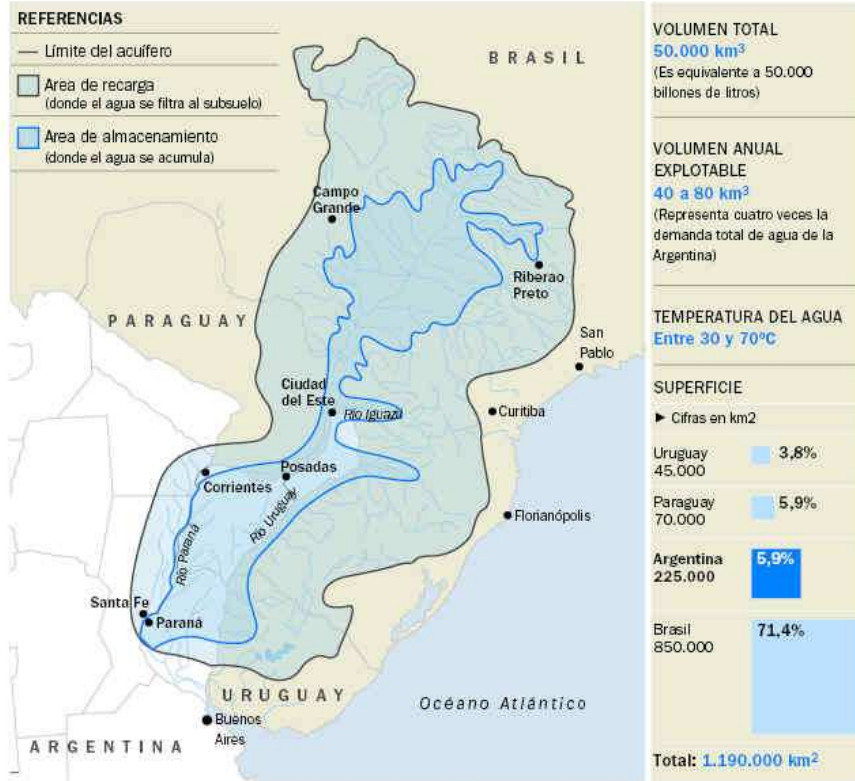 REFERENCIAS
Límite del acuífero
Area de recarga
(donde el agua se filtra al subsuelo)
Area de almacenamiento
(donde el agua se acumula)
BRASIL
Campo
Grande
Riberao
Preto
PARAGUAY
San
Pablo
Ciudad
del Este
Río Iguazú
Curitiba
Posadas
Corrientes
Río Uruguay
Florianópolis
Río Paraná
Santa Fe
Paraná
URUGUAY
Océano Atlántico
Buenos
Aires
ARGENTINA
VOLUMEN TOTAL
50.000 km³
(Es equivalente a 50.000
billones de litros)
VOLUMEN ANUAL
EXPLOTABLE
40 a 80 km³
(Representa cuatro veces la
demanda total de agua de la
Argentina)
TEMPERATURA DEL AGUA
Entre 30 y 70ºC
SUPERFICIE
► Cifras en km2
Uruguay 3,8%
45.000
Paraguay 5,9%
70.000
Argentina 5,9%
225.000
Brasil 71,4%
850.000
Total: 1.190.000 km²